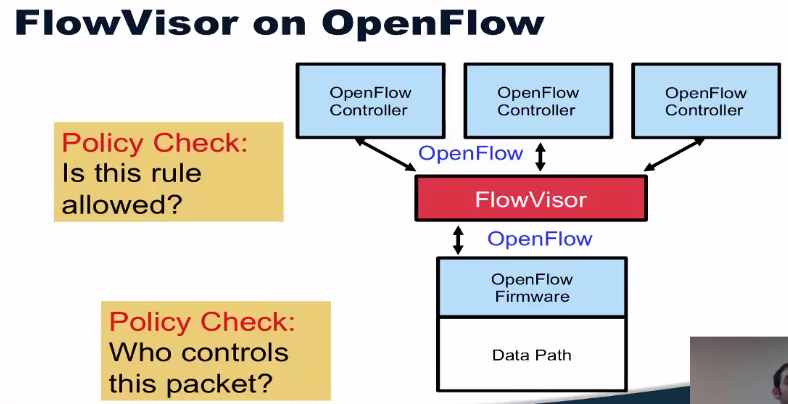 FlowVisor on OpenFlow
OpenFlow
Controller
OpenFlow
Controller
OpenFlow
Controller
Policy Check:
Is this rule
allowed?
OpenFlow
FlowVisor
OpenFlow
OpenFlow
Firmware
Policy Check:
Who controls
this packet?
Data Path